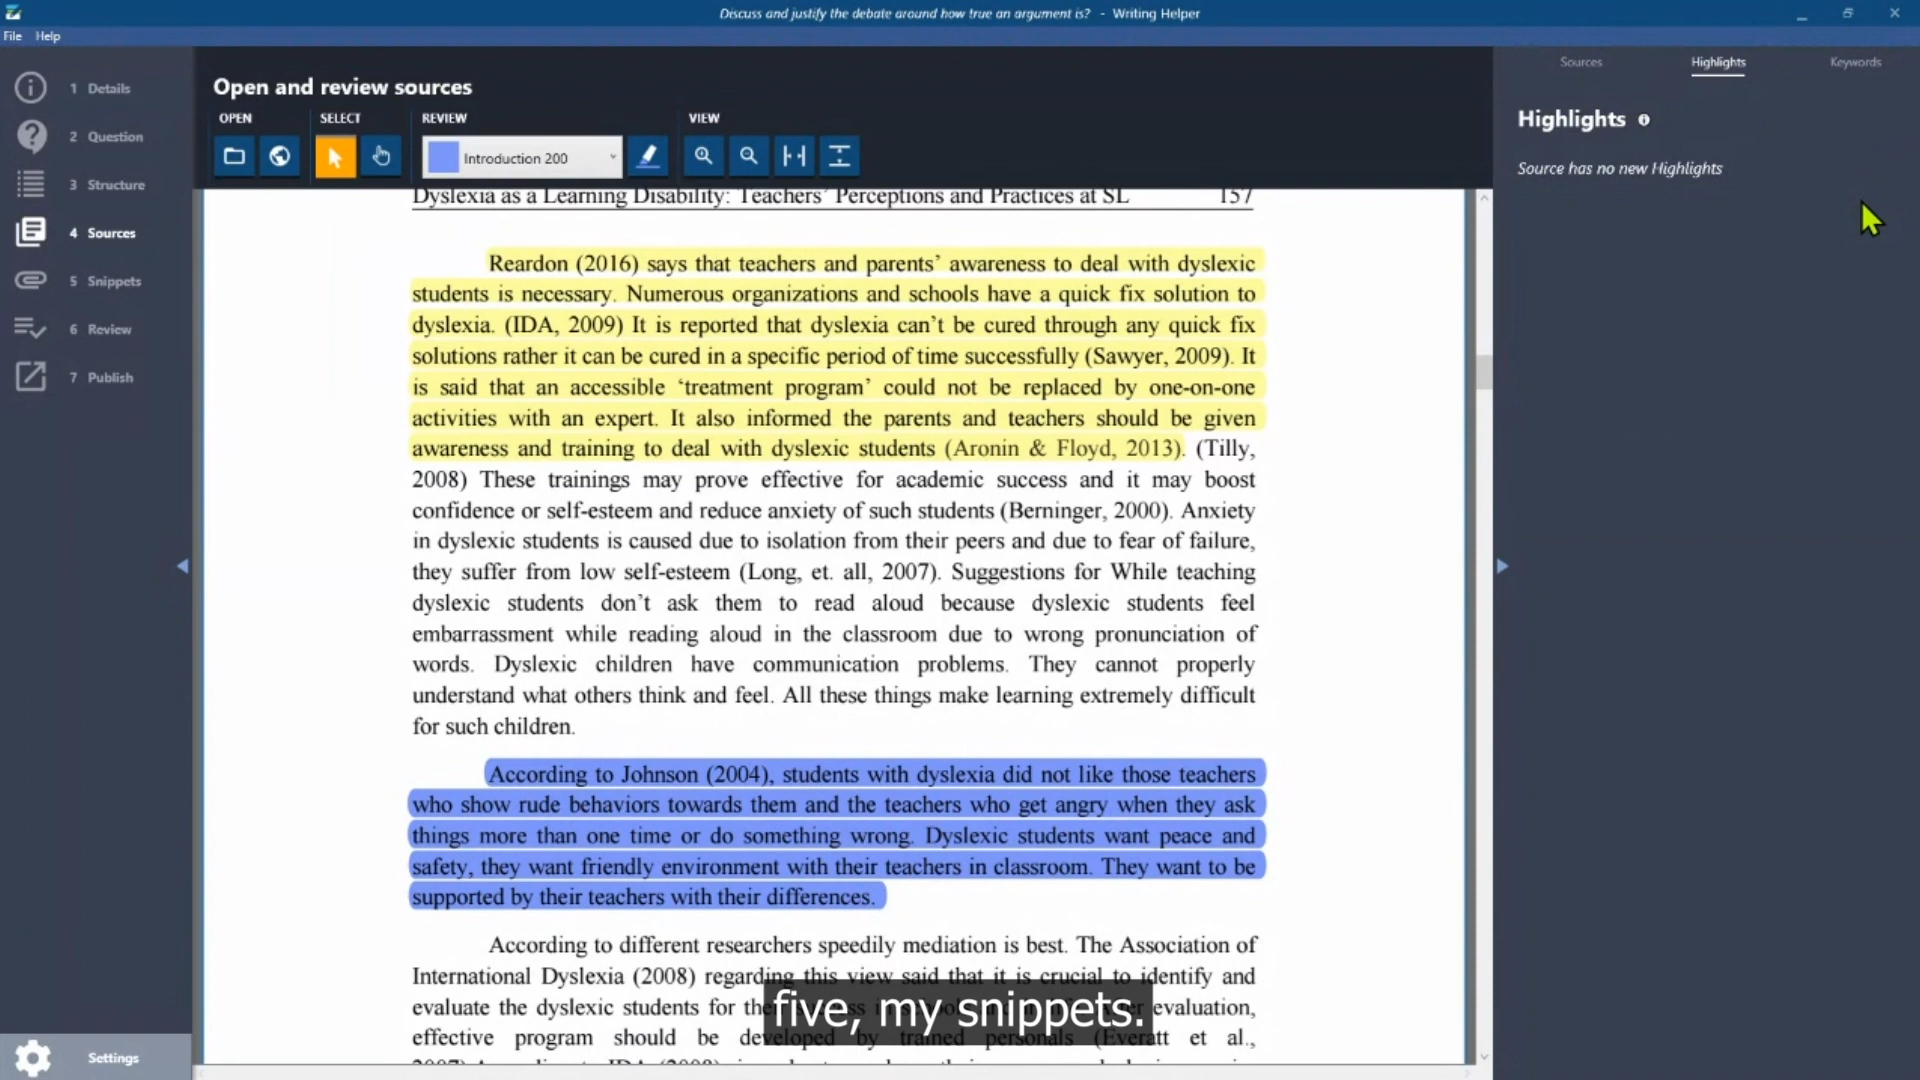 Discuss and justify the debate around how true an argument is? - Writing Helper
File Help
1 Details
2 Question
3 Structure
4 Sources
5 Snippets
6 Review
7 Publish
Settings
Open and review sources
OPEN SELECT REVIEW VIEW
Introduction 200
Sources Highlights Keywords
Highlights
Source has no new Highlights
Dyslexia as a Learning Disability: Teachers' Perceptions and Practices at SL 157
Reardon (2016) says that teachers and parents' awareness to deal with dyslexic
students is necessary. Numerous organizations and schools have a quick fix solution to
dyslexia. (IDA, 2009) It is reported that dyslexia can't be cured through any quick fix
solutions rather it can be cured in a specific period of time successfully (Sawyer, 2009). It
is said that an accessible ‘treatment program’ could not be replaced by one-on-one
activities with an expert. It also informed the parents and teachers should be given
awareness and training to deal with dyslexic students (Aronin & Floyd, 2013). (Tilly,
2008) These trainings may prove effective for academic success and it may boost
confidence or self-esteem and reduce anxiety of such students (Berninger, 2000). Anxiety
in dyslexic students is caused due to isolation from their peers and due to fear of failure,
they suffer from low self-esteem (Long, et. all, 2007). Suggestions for While teaching
dyslexic students don't ask them to read aloud because dyslexic students feel
embarrassment while reading aloud in the classroom due to wrong pronunciation of
words. Dyslexic children have communication problems. They cannot properly
understand what others think and feel. All these things make learning extremely difficult
for such children.
According to Johnson (2004), students with dyslexia did not like those teachers
who show rude behaviors towards them and the teachers who get angry when they ask
things more than one time or do something wrong. Dyslexic students want peace and
safety, they want friendly environment with their teachers in classroom. They want to be
supported by their teachers with their differences.
According to different researchers speedily mediation is best. The Association of
International Dyslexia (2008) regarding this view said that it is crucial to identify and
evaluate the dyslexic students for evaluation,
effective program should be developed by trained personals (Everatt et al.,
five, my snippets.